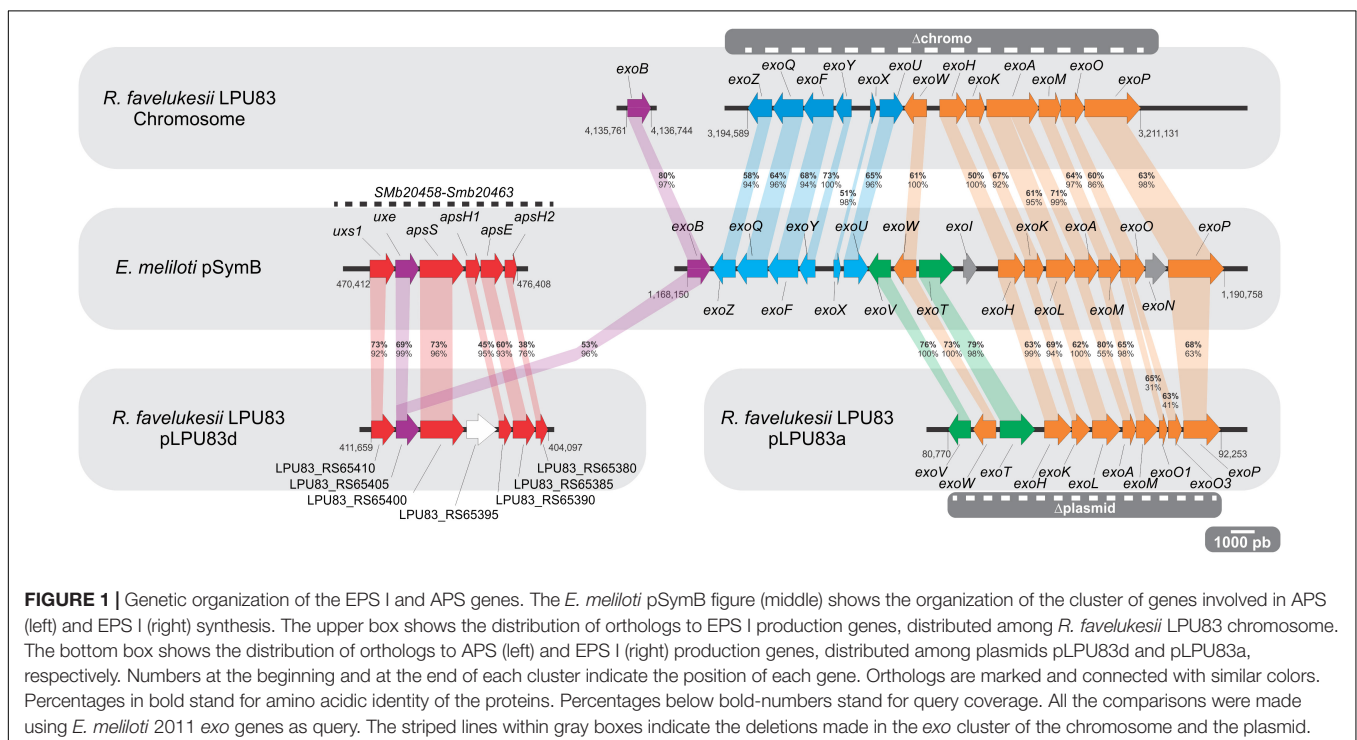 Δchromo
exoB
exoZ
exoQ
exoF
exoY
exoX
exoU
exoW
exoH
exoK
exoA
exoM
exoO
exoP
R. favelukesii LPU83
Chromosome
4,135,761
4,136,744
3,194,589
3,211,131
80%
97%
58%
94%
64%
96%
68%
94%
73%
100%
51%
98%
65%
96%
61%
100%
50%
100%
67%
92%
61%
95%
71%
99%
64%
97%
60%
86%
63%
98%
SMb20458-Smb20463
uxs1
uxe
apsS
apsH1
apsE
apsH2
E. meliloti pSymB
470,412
476,408
exoB
exoQ
exoY
exoU
exoW
exoI
exoK
exoA
exoO
exoP
1,168,150
1,190,758
exoZ
exoF
exoX
exoV
exoT
exoH
exoL
exoM
exoN
73%
92%
69%
99%
73%
96%
45%
95%
60%
93%
38%
76%
53%
96%
76%
100%
73%
100%
79%
98%
63%
99%
69%
94%
62%
100%
80%
55%
65%
98%
65%
31%
63%
41%
68%
63%
R. favelukesii LPU83
pLPU83d
411,659
404,097
LPU83_RS65410
LPU83_RS65405
LPU83_RS65400
LPU83_RS65395
LPU83_RS65380
LPU83_RS65385
LPU83_RS65390
R. favelukesii LPU83
pLPU83a
80,770
92,253
exoV
exoW
exoT
exoH
exoK
exoL
exoA
exoM
exoO1
exoO3
exoP
Δplasmid
1000 pb
FIGURE 1 | Genetic organization of the EPS I and APS genes. The E. meliloti pSymB figure (middle) shows the organization of the cluster of genes involved in APS
(left) and EPS I (right) synthesis. The upper box shows the distribution of orthologs to EPS I production genes, distributed among R. favelukesii LPU83 chromosome.
The bottom box shows the distribution of orthologs to APS (left) and EPS I (right) production genes, distributed among plasmids pLPU83d and pLPU83a,
respectively. Numbers at the beginning and at the end of each cluster indicate the position of each gene. Orthologs are marked and connected with similar colors.
Percentages in bold stand for amino acidic identity of the proteins. Percentages below bold-numbers stand for query coverage. All the comparisons were made
using E. meliloti 2011 exo genes as query. The striped lines within gray boxes indicate the deletions made in the exo cluster of the chromosome and the plasmid.